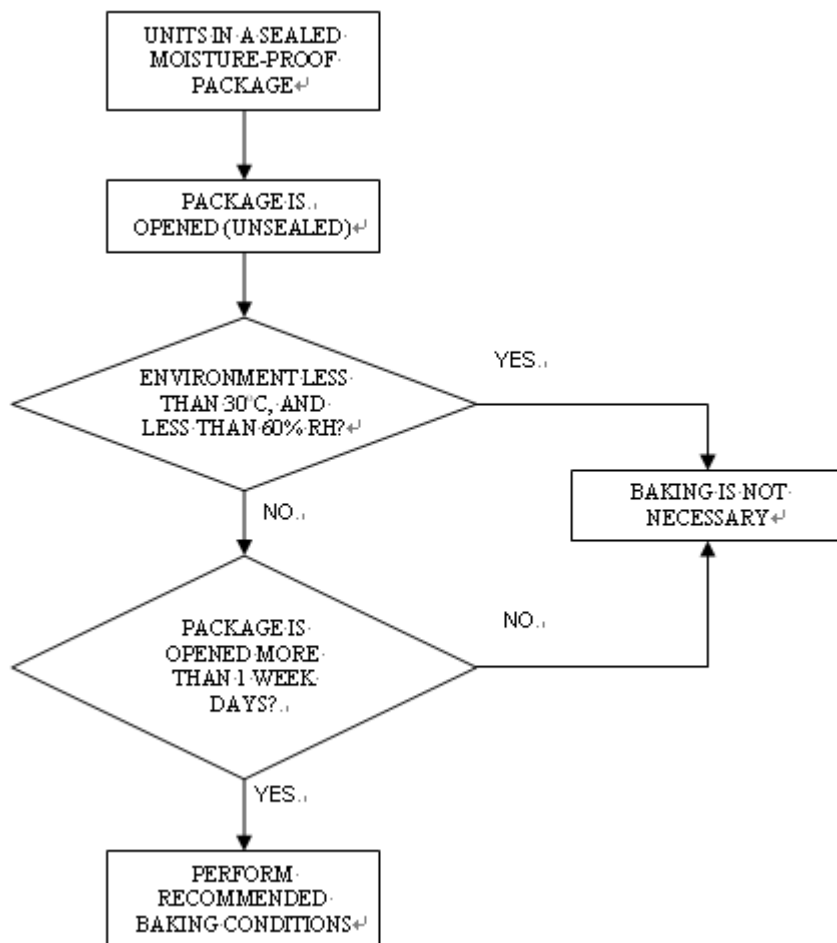 UNITS IN A SEALED
MOISTURE-PROOF
PACKAGE
PACKAGE IS
OPENED (UNSEALED)
ENVIRONMENT LESS
THAN 30°C, AND
LESS THAN 60% RH?
YES
BAKING IS NOT
NECESSARY
NO
PACKAGE IS
OPENED MORE
THAN 1 WEEK
DAYS?
NO
YES
PERFORM
RECOMMENDED
BAKING CONDITIONS